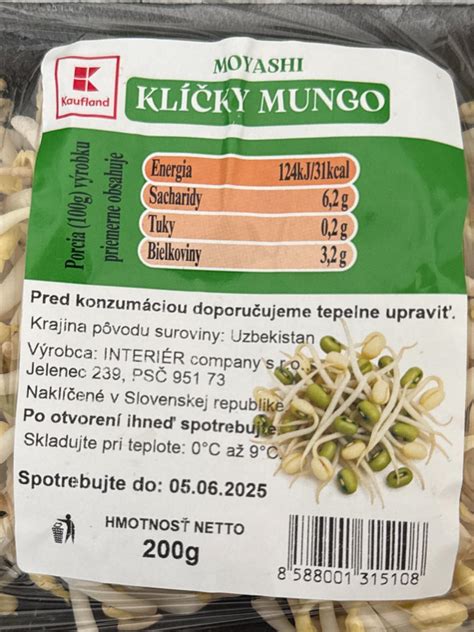 MOYASHI
KLÍČKY MUNGO
Kaufland
Porcia (100g) výrobku
priemerne obsahuje
Energia 124kJ/31kcal
Sacharidy 6,2 g
Tuky 0,2 g
Bielkoviny 3,2 g
Pred konzumáciou doporučujeme tepelne upraviť.
Krajina pôvodu suroviny: Uzbekistan
Výrobca: INTERIÉR company s.r.o.,
Jelenec 239, PSČ 951 73
Naklíčené v Slovenskej republike
Po otvorení ihneď spotrebujte
Skladujte pri teplote: 0°C až 9°C
Spotrebujte do: 05.06.2025
HMOTNOSŤ NETTO
200g
8 588001 315108